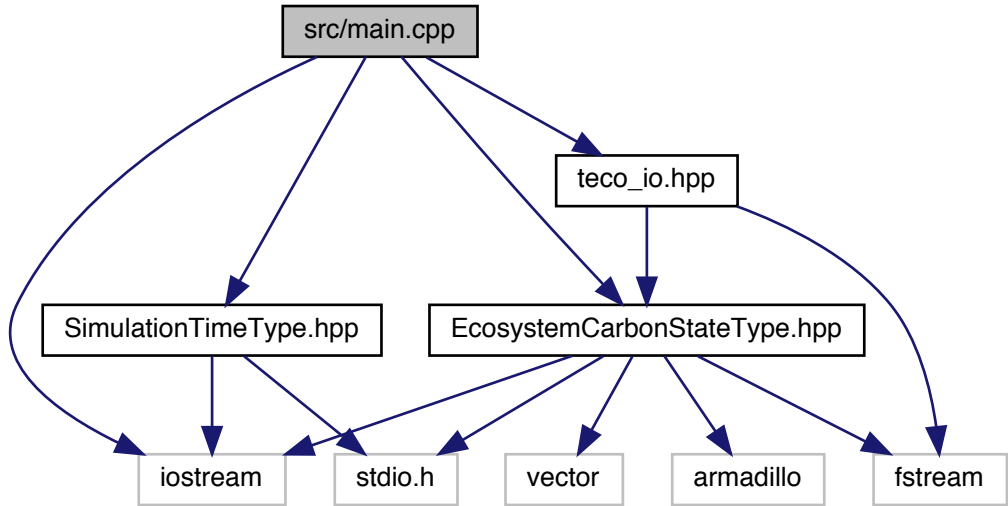 src/main.cpp
teco_io.hpp
SimulationTimeType.hpp
EcosystemCarbonStateType.hpp
iostream
stdio.h
vector
armadillo
fstream